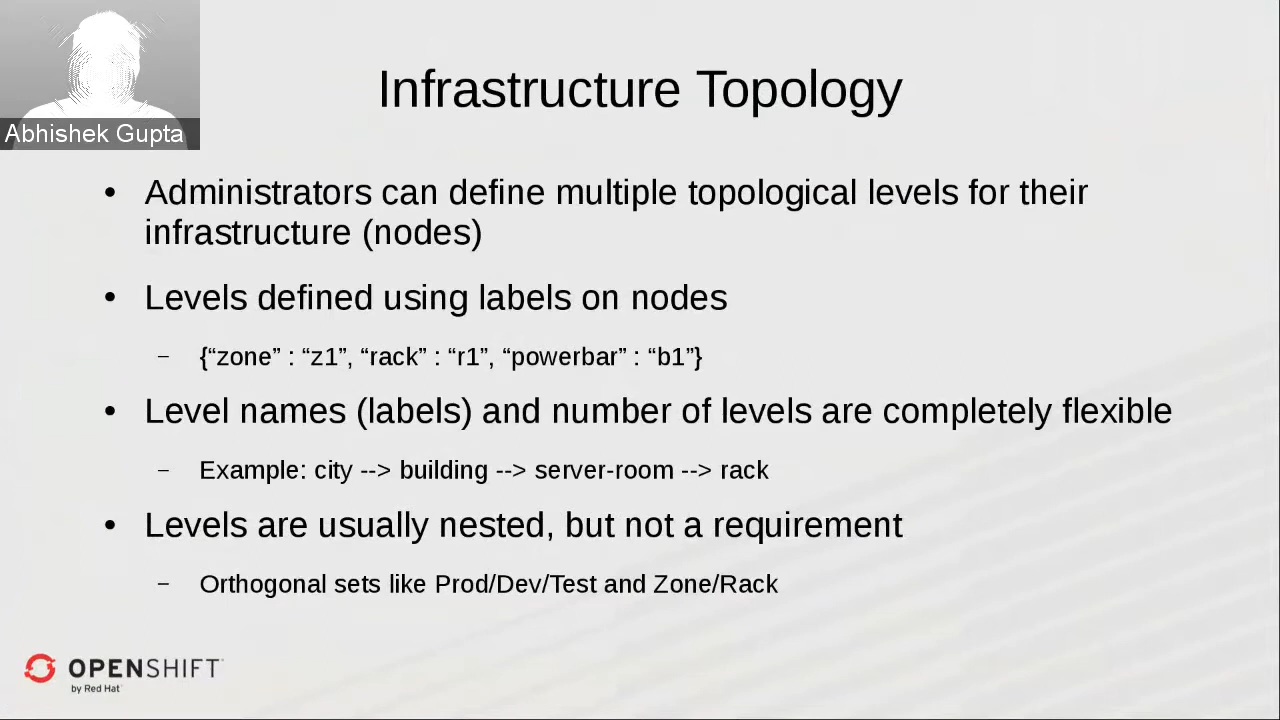 Abhishek Gupta
Infrastructure Topology
• Administrators can define multiple topological levels for their
infrastructure (nodes)
• Levels defined using labels on nodes
– {“zone” : “z1”, “rack” : “r1”, “powerbar” : “b1”}
• Level names (labels) and number of levels are completely flexible
– Example: city --> building --> server-room --> rack
• Levels are usually nested, but not a requirement
– Orthogonal sets like Prod/Dev/Test and Zone/Rack
OPENSHIFT
by Red Hat